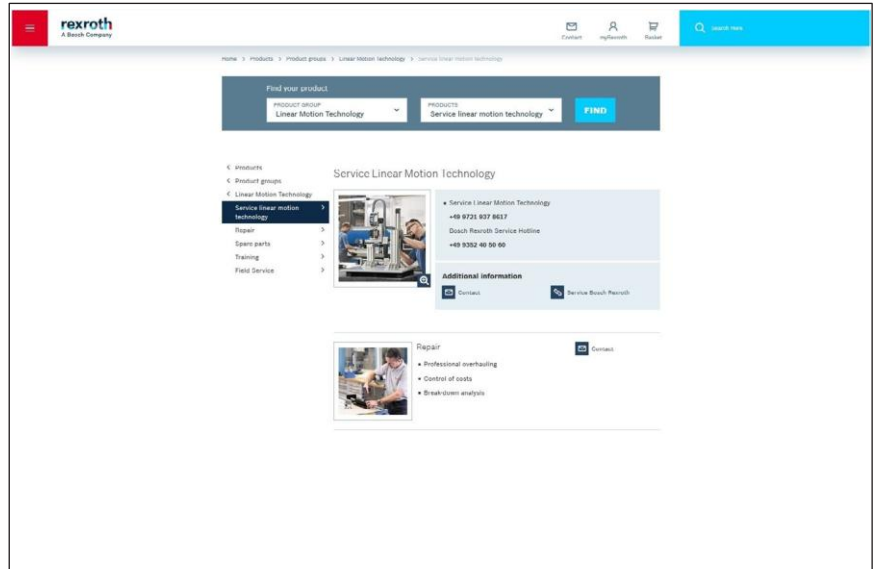 rexroth
A Bosch Company
Contact
myRexroth
Basket
search here
Home > Products > Product groups > Linear Motion Technology > Service linear motion technology
Find your product
PRODUCT GROUP
Linear Motion Technology
PRODUCTS
Service linear motion technology
FIND
Products
Product groups
Linear Motion Technology
Service linear motion
technology
Repair
Spare parts
Training
Field Service
Service Linear Motion Technology
Service Linear Motion Technology
+49 9721 937 8617
Bosch Rexroth Service Hotline
+49 9352 40 50 60
Additional information
Contact
Service Bosch Rexroth
Repair
Professional overhauling
Control of costs
Breakdown analysis
Contact